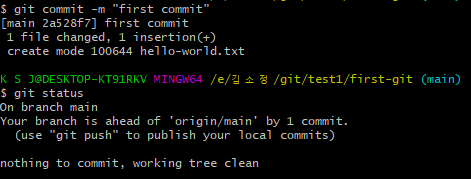 $ git commit -m "first commit"
[main 2a528f7] first commit
 1 file changed, 1 insertion(+)
 create mode 100644 hello-world.txt

K S J@DESKTOP-KT91RKV MINGW64 /e/김소정/git/test1/first-git (main)
$ git status
On branch main
Your branch is ahead of 'origin/main' by 1 commit.
  (use "git push" to publish your local commits)

nothing to commit, working tree clean